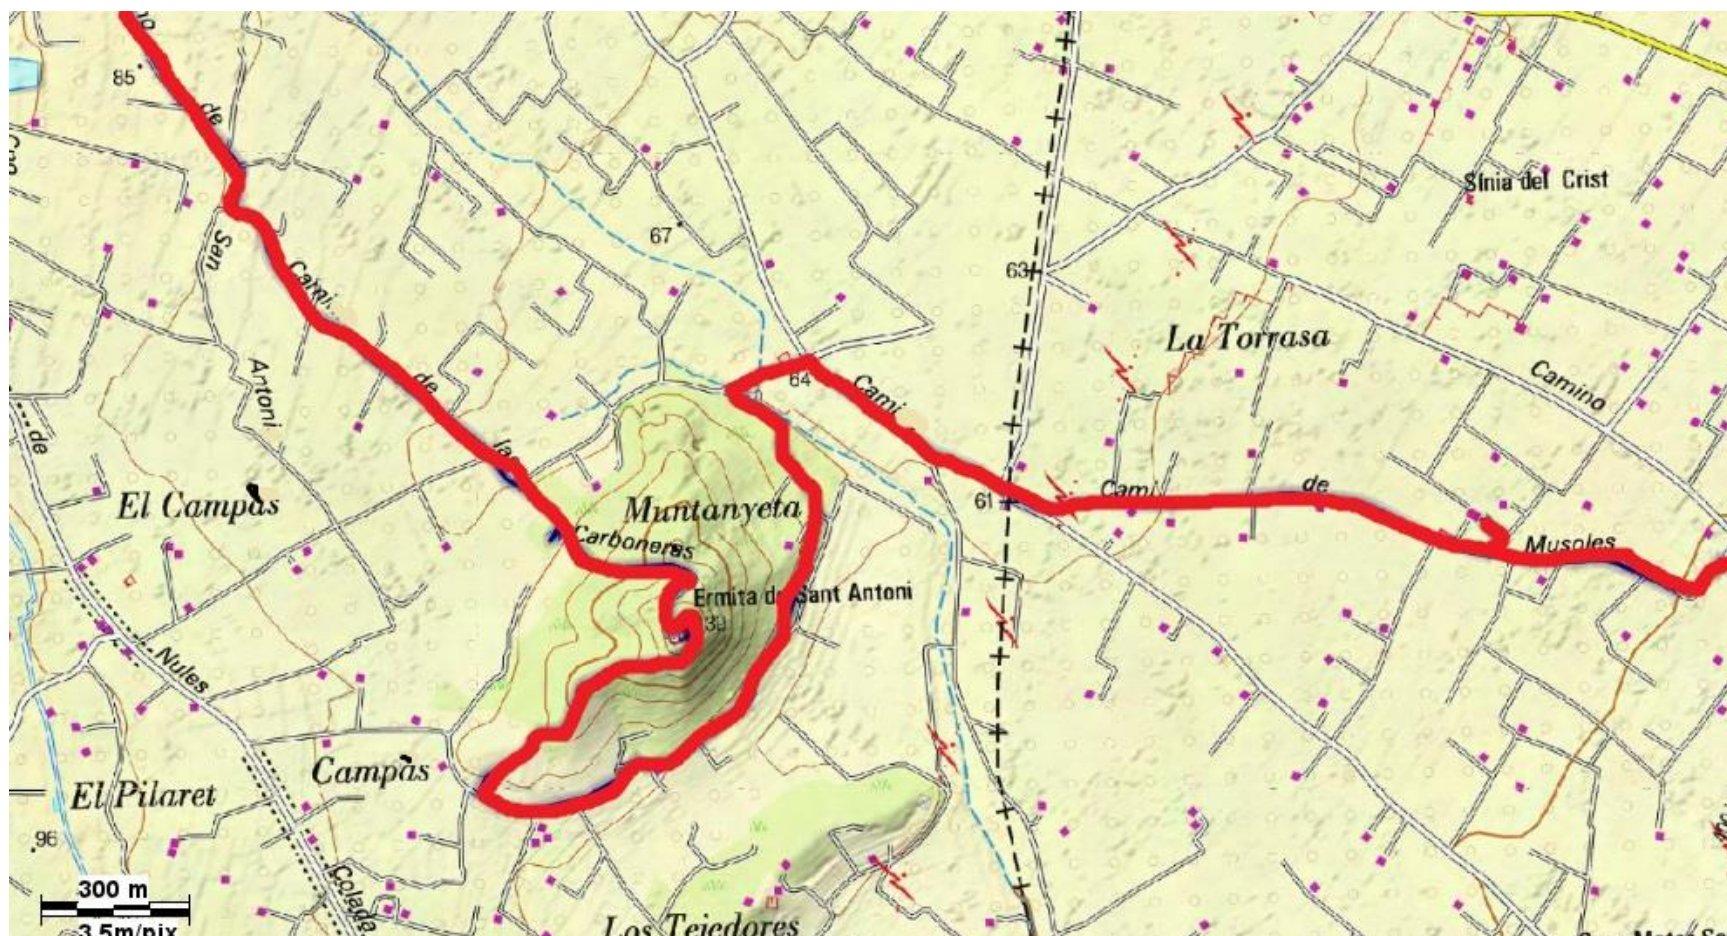 85
de
San
Camí
de
las
Carboneras
Antoni
de
El Campàs
67
63
64
Camí
61
Camí
de
Musoles
Sínia del Crist
La Torrasa
Camino
Muntanyeta
Ermita de Sant Antoni
Nules
Campàs
El Pilaret
96
Colada
Los Tejedores
300 m
3.5m/pix